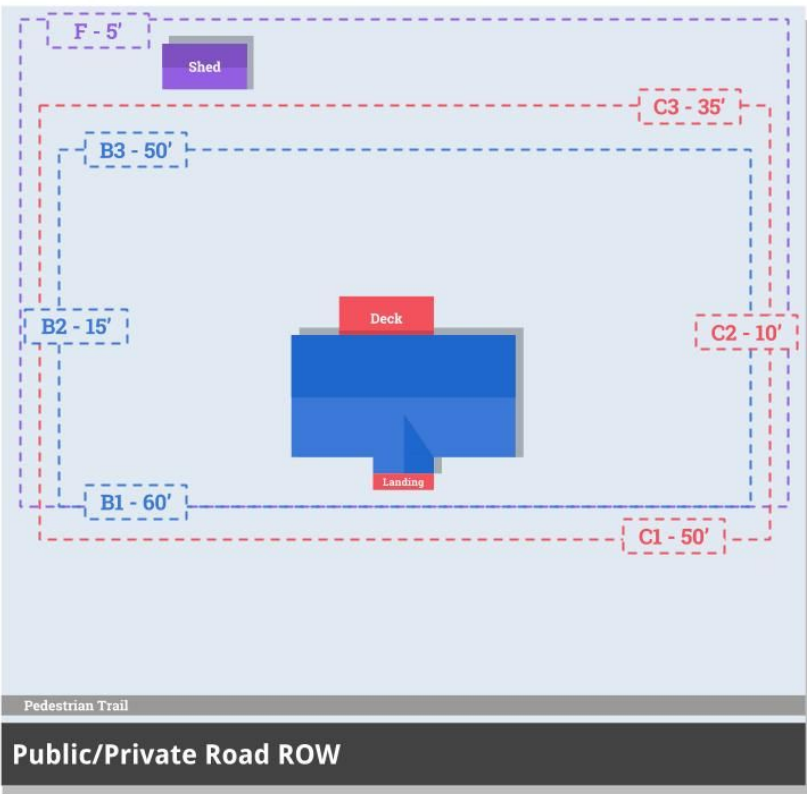 F - 5′
Shed
C3 - 35′
B3 - 50′
Deck
B2 - 15′
C2 - 10′
Landing
B1 - 60′
C1 - 50′
Pedestrian Trail
Public/Private Road ROW